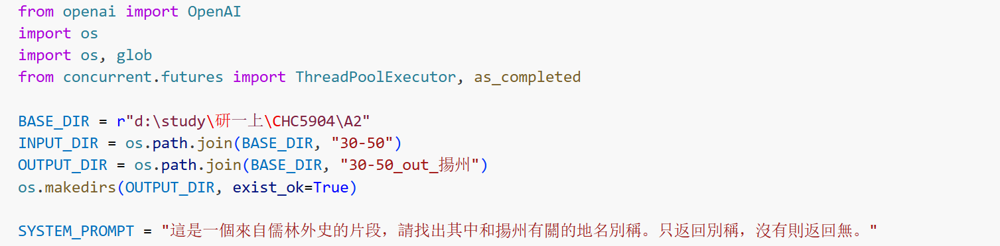 from openai import OpenAI
import os
import os, glob
from concurrent.futures import ThreadPoolExecutor, as_completed
BASE_DIR = r"d:\study\研一上\CHC5904\A2"
INPUT_DIR = os.path.join(BASE_DIR, "30-50")
OUTPUT_DIR = os.path.join(BASE_DIR, "30-50_out_揚州")
os.makedirs(OUTPUT_DIR, exist_ok=True)
SYSTEM_PROMPT = "這是一個來自儒林外史的片段，請找出其中和揚州有關的地名別稱。只返回別稱，沒有則返回無。"